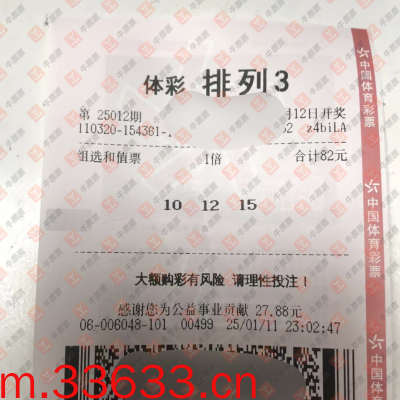 体彩 排列3
第 25012期 月12日开奖
110320-154361- z4biLA
组选和值票 1倍 合计82元
10 12 15
大额购彩有风险 请理性投注！
感谢您为公益事业贡献 27.88元
06-006048-101 00499 25/01/11 23:02:47
中国体育彩票
中国体育彩票
中国体育
m.33633.cn